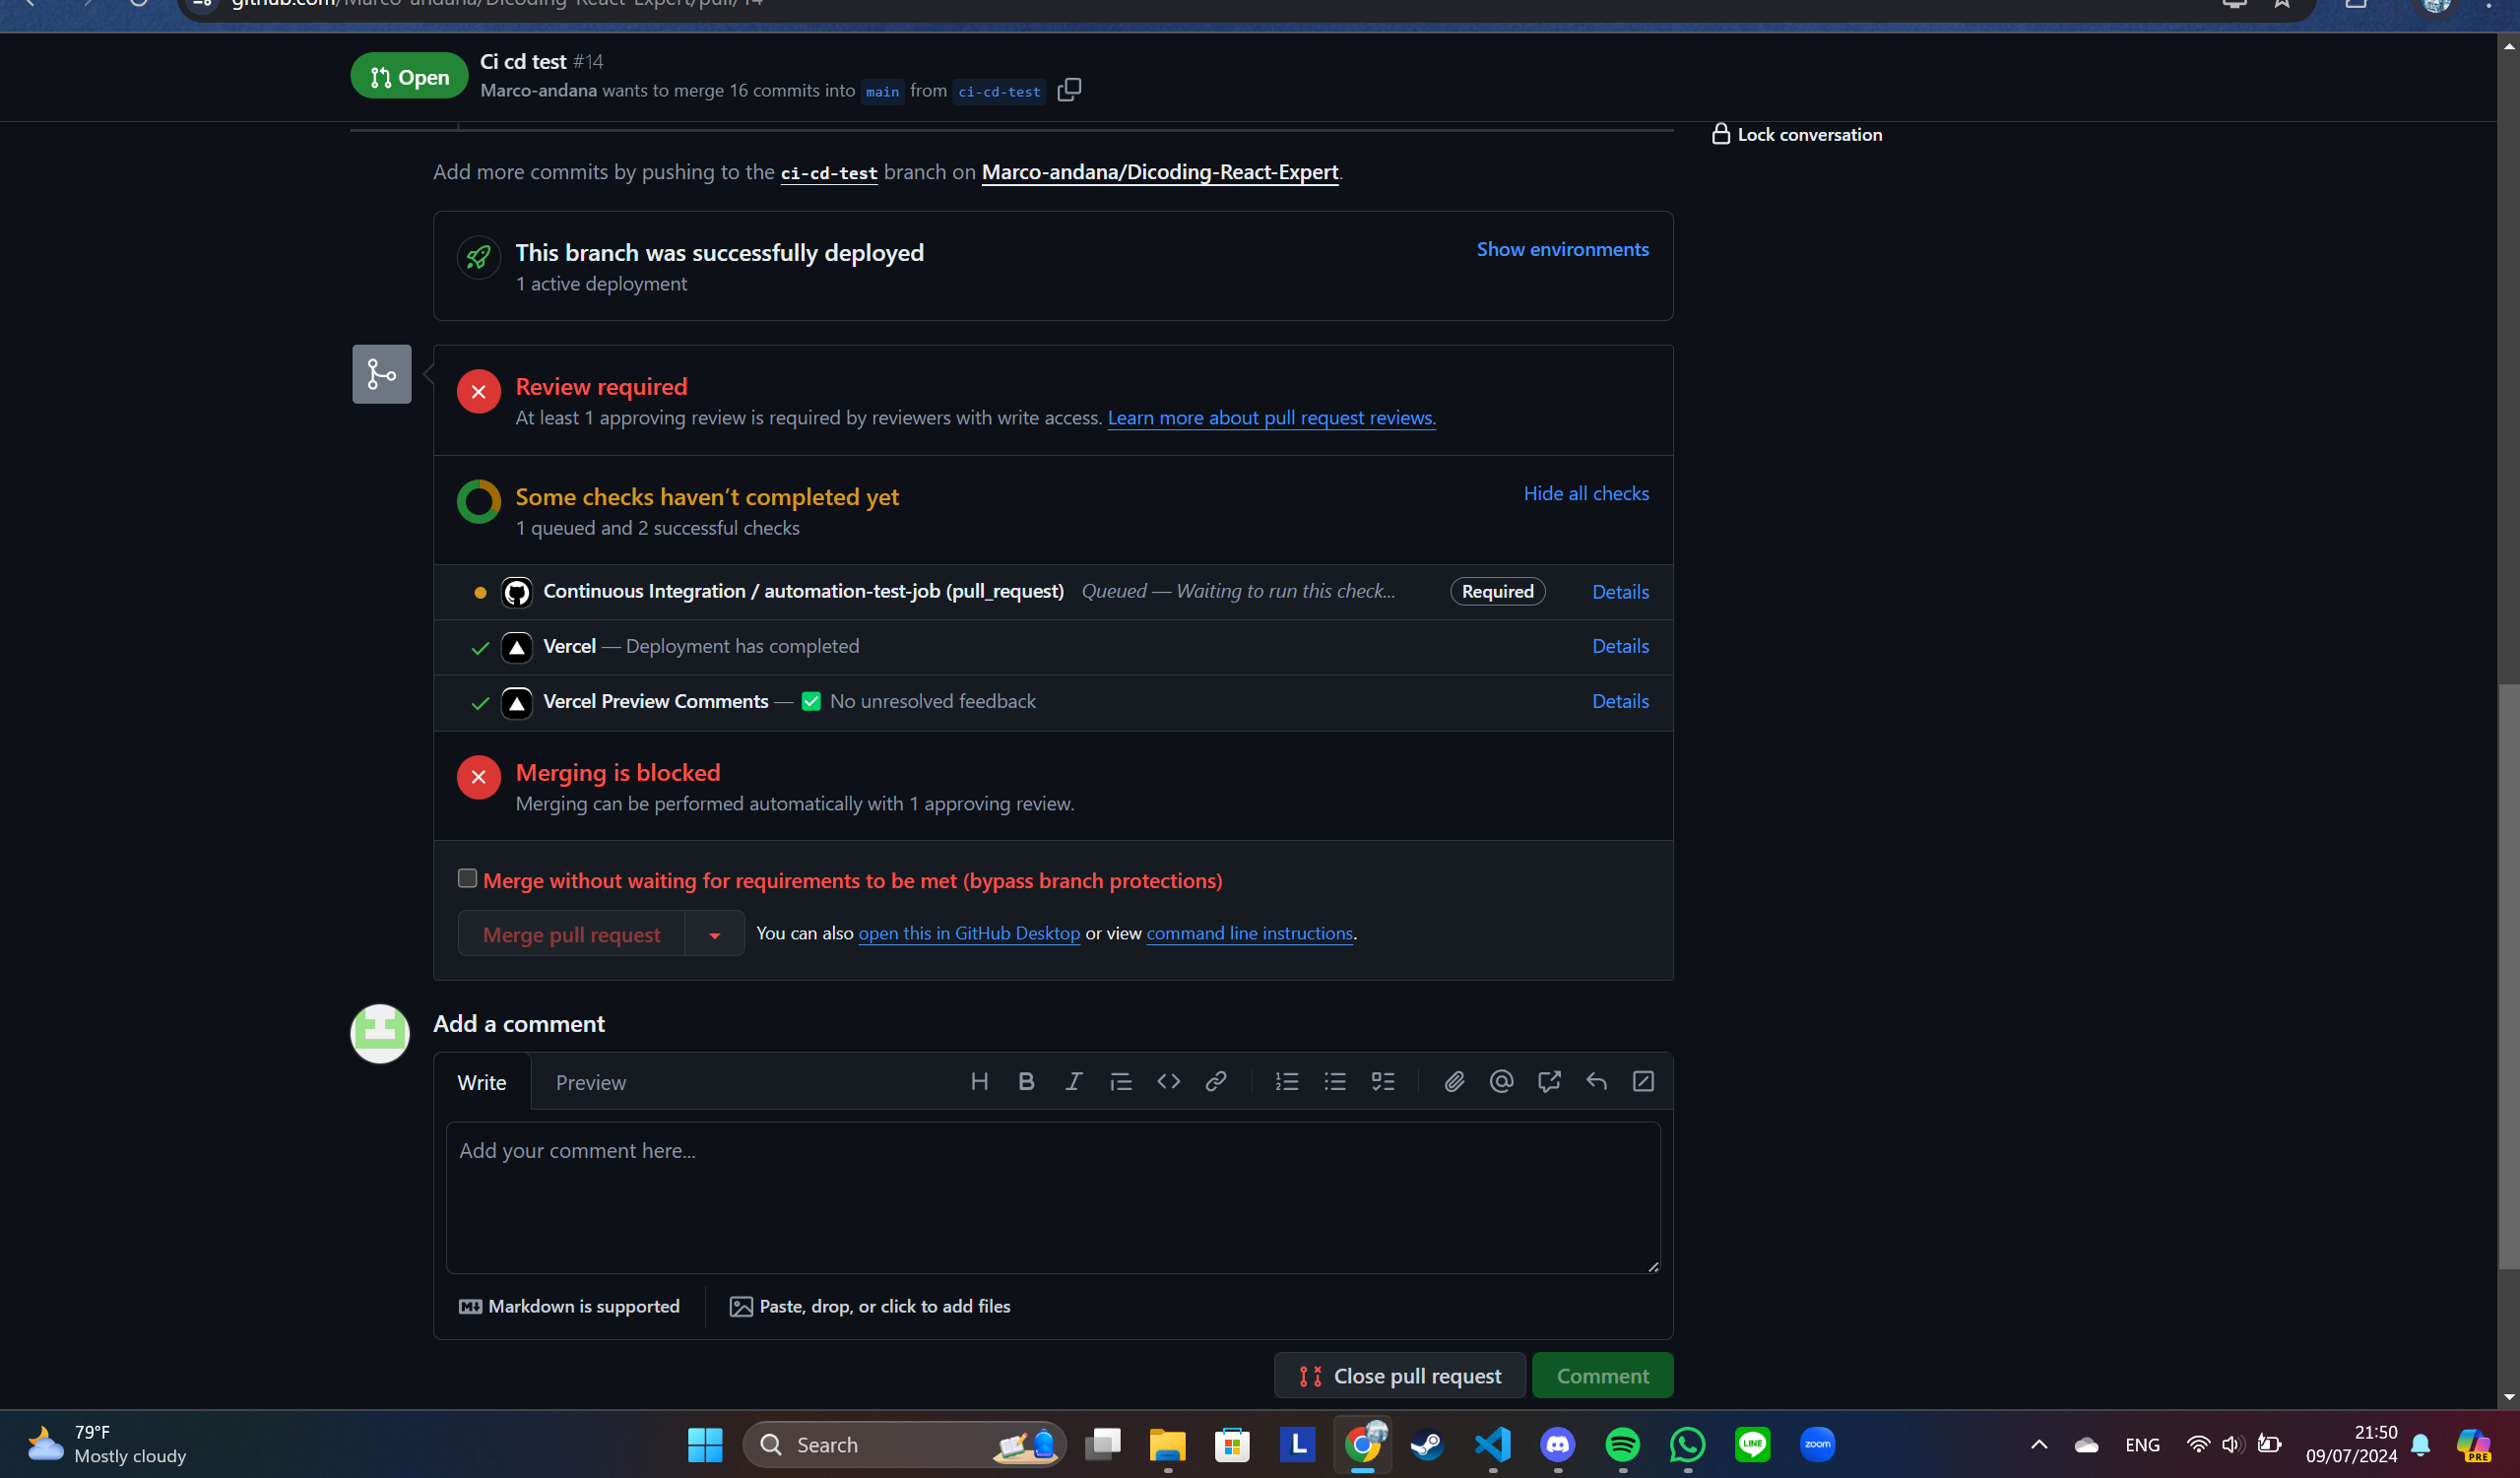 github.com/Marco-andana/Dicoding-React-Expert/pull/14
Open
Ci cd test #14
Marco-andana wants to merge 16 commits into main from ci-cd-test
Lock conversation
Add more commits by pushing to the ci-cd-test branch on Marco-andana/Dicoding-React-Expert.
This branch was successfully deployed
Show environments
1 active deployment
Review required
At least 1 approving review is required by reviewers with write access. Learn more about pull request reviews.
Some checks haven’t completed yet
Hide all checks
1 queued and 2 successful checks
Continuous Integration / automation-test-job (pull_request) Queued — Waiting to run this check... Required Details
Vercel — Deployment has completed Details
Vercel Preview Comments — ✅ No unresolved feedback Details
Merging is blocked
Merging can be performed automatically with 1 approving review.
Merge without waiting for requirements to be met (bypass branch protections)
Merge pull request
You can also open this in GitHub Desktop or view command line instructions.
Add a comment
Write Preview
Add your comment here...
Markdown is supported
Paste, drop, or click to add files
Close pull request
Comment
79°F
Mostly cloudy
Search
L
LINE
zoom
ENG
21:50
09/07/2024
PRE